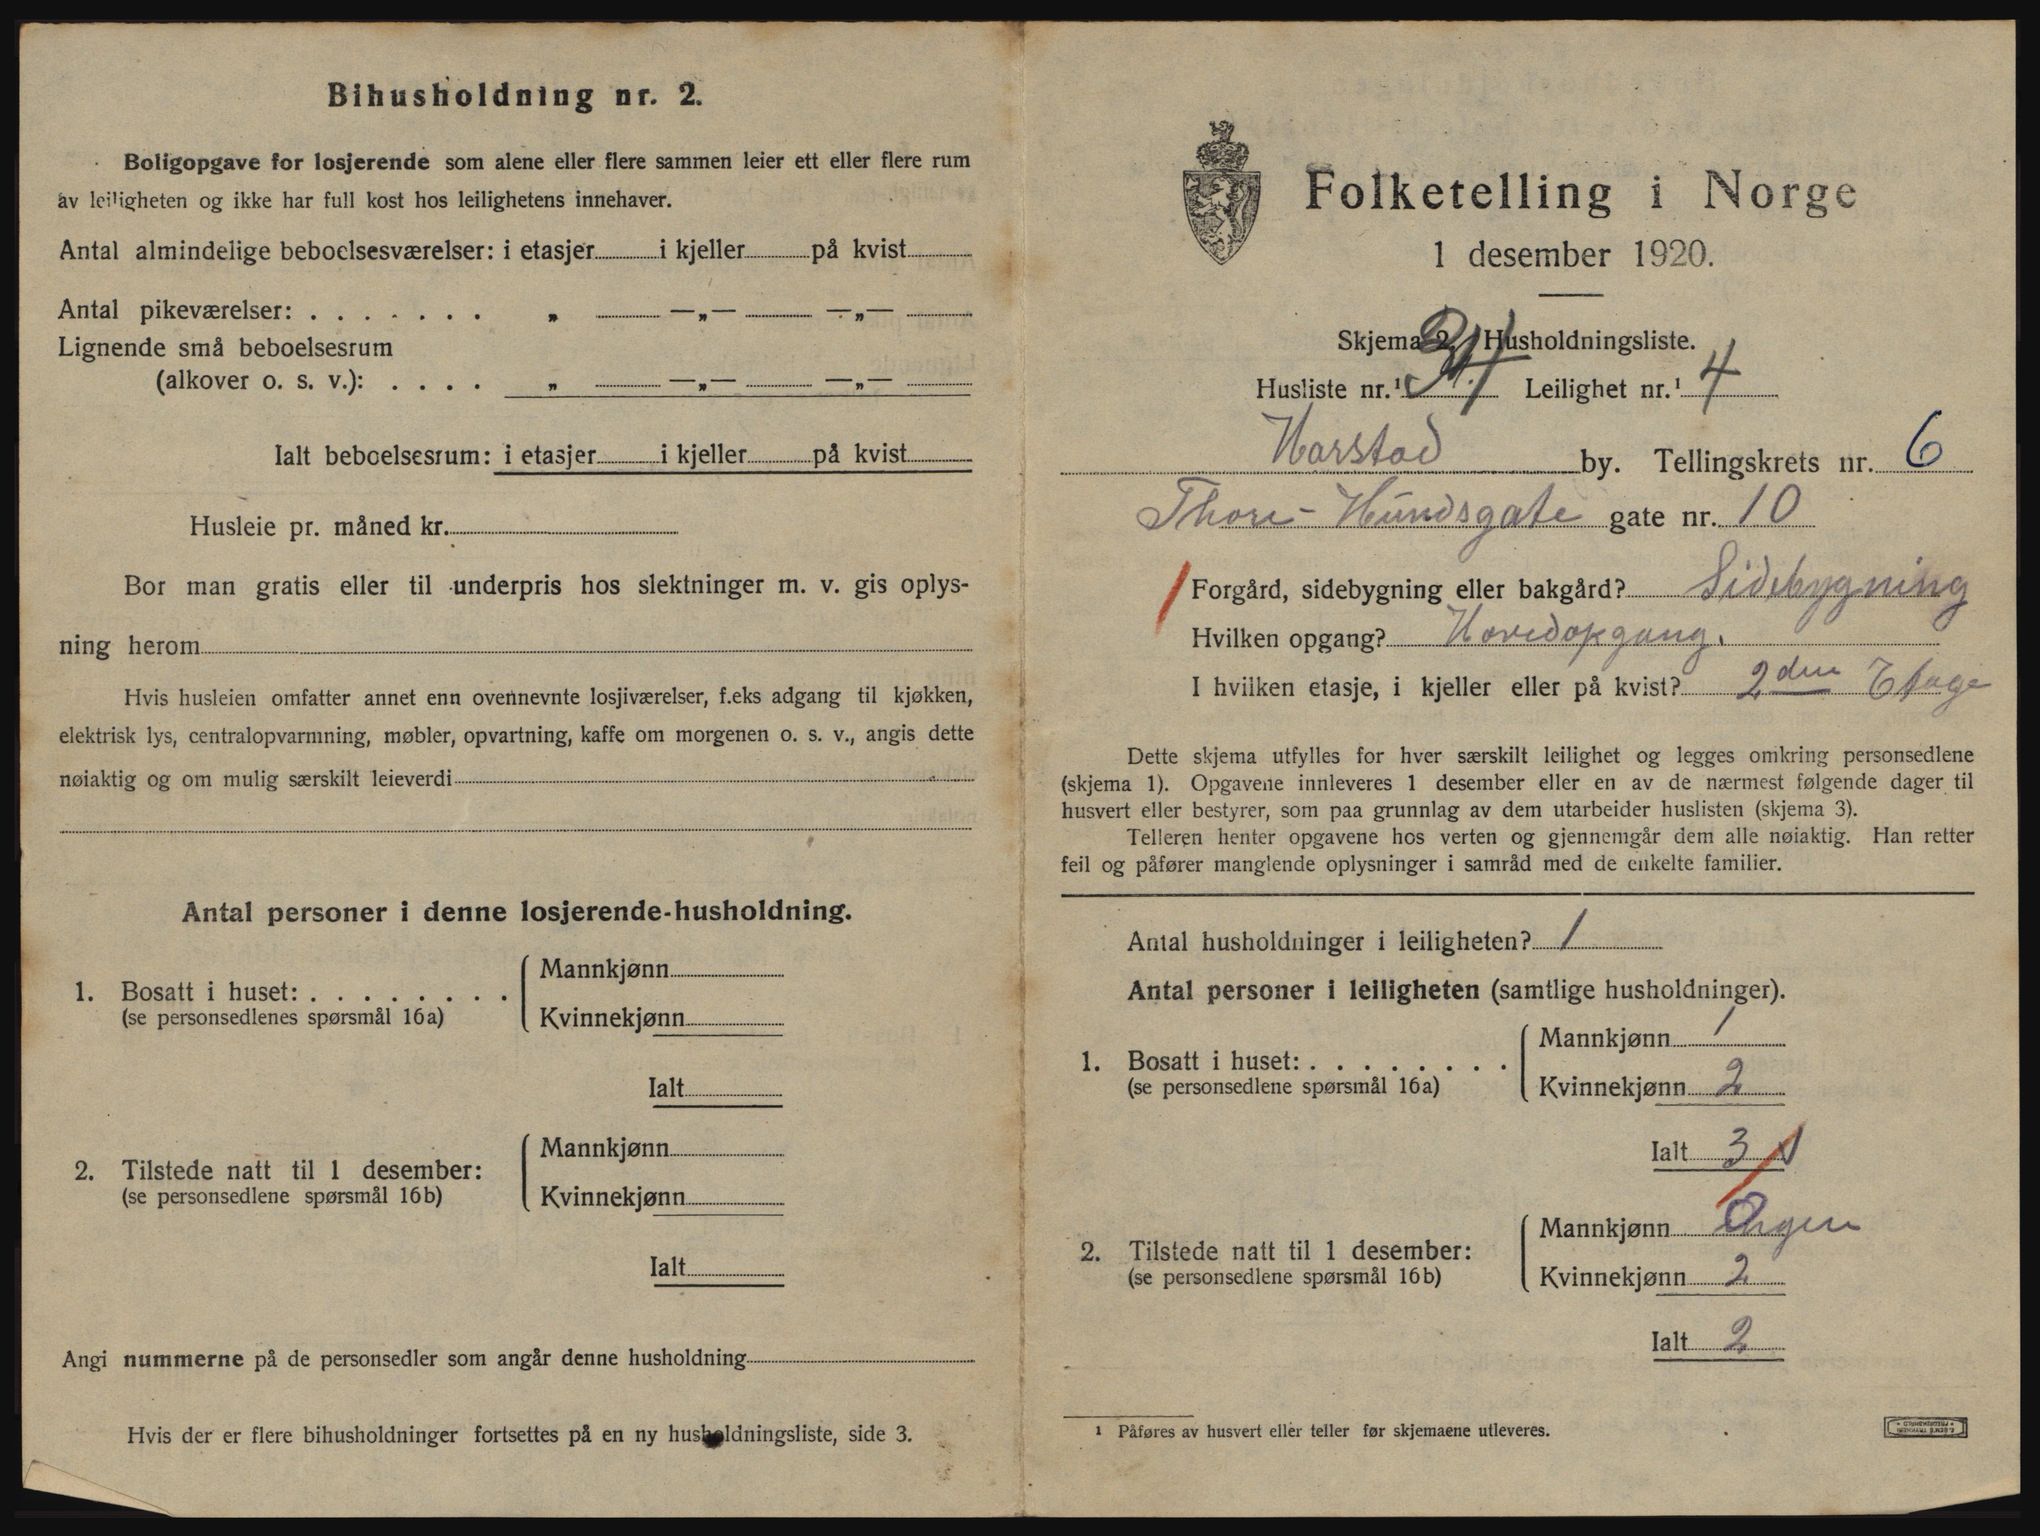 Bihusholdning nr. 2.
Boligopgave for losjerende som alene eller flere sammen leier ett eller flere rum
av leiligheten og ikke har full kost hos leilighetens innehaver.
Antal almindelige beboelsesværelser: i etasjer i kjeller på kvist
Antal pikeværelser: . . . . . . . „ —„— —„—
Lignende små beboelsesrum
(alkover o. s. v.): . . . . „ —„— —„—
Ialt beboelsesrum: i etasjer i kjeller på kvist
Husleie pr. måned kr.
Bor man gratis eller til underpris hos slektninger m. v. gis oplys-
ning herom
Hvis husleien omfatter annet enn ovennevnte losjiværelser, f.eks adgang til kjøkken,
elektrisk lys, centralopvarmning, møbler, opvartning, kaffe om morgenen o. s. v., angis dette
nøiaktig og om mulig særskilt leieverdi
Antal personer i denne losjerende-husholdning.
1. Bosatt i huset: . . . . . . . . Mannkjønn
(se personsedlenes spørsmål 16a) Kvinnekjønn
Ialt
2. Tilstede natt til 1 desember: Mannkjønn
(se personsedlene spørsmål 16b) Kvinnekjønn
Ialt
Angi nummerne på de personsedler som angår denne husholdning
Hvis der er flere bihusholdninger fortsettes på en ny husholdningsliste, side 3.
Folketelling i Norge
1 desember 1920.
Skjema 2. Husholdningsliste.
Husliste nr.¹ Leilighet nr.¹ 4
Harstad by. Tellingskrets nr. 6
Thore-Hundsgate gate nr. 10
Forgård, sidebygning eller bakgård? Sidebygning
Hvilken opgang? Hovedopgang.
I hvilken etasje, i kjeller eller på kvist? 2den Etage
Dette skjema utfylles for hver særskilt leilighet og legges omkring personsedlene
(skjema 1). Opgavene innleveres 1 desember eller en av de nærmest følgende dager til
husvert eller bestyrer, som paa grunnlag av dem utarbeider huslisten (skjema 3).
Telleren henter opgavene hos verten og gjennemgår dem alle nøiaktig. Han retter
feil og påfører manglende oplysninger i samråd med de enkelte familier.
Antal husholdninger i leiligheten? 1
Antal personer i leiligheten (samtlige husholdninger).
1. Bosatt i huset: . . . . . . . . Mannkjønn 1
(se personsedlene spørsmål 16a) Kvinnekjønn 2
Ialt 3
2. Tilstede natt til 1 desember: Mannkjønn Ingen
(se personsedlene spørsmål 16b) Kvinnekjønn 2
Ialt 2
¹ Påføres av husvert eller teller før skjemaene utleveres.